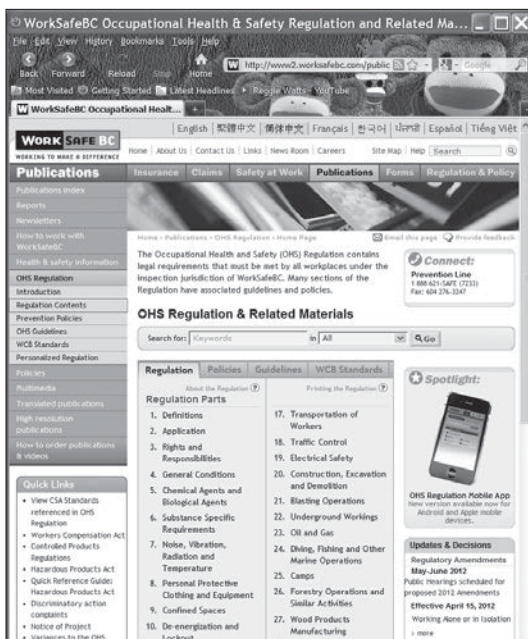 WorkSafeBC Occupational Health & Safety Regulation and Related Ma...
File Edit View History Bookmarks Tools Help
Back Forward Reload Stop Home
http://www2.worksafebc.com/public
Google
Most Visited Getting Started Latest Headlines Reggie Watts - YouTube
WorkSafeBC Occupational Healt...
English 繁體中文 简体中文 Français 한국어 ਪੰਜਾਬੀ Español Tiếng Việt
WORK SAFE BC
WORKING TO MAKE A DIFFERENCE
Home About Us Contact Us Links News Room Careers Site Map Help Search
Publications
Insurance Claims Safety at Work Publications Forms Regulation & Policy
Publications Index
Reports
Newsletters
How to work with
WorkSafeBC
Health & safety information
OHS Regulation
Introduction
Regulation Contents
Prevention Policies
OHS Guidelines
WCB Standards
Personalized Regulation
Policies
Multimedia
Translated publications
High resolution
publications
How to order publications
& videos
Quick Links
View CSA Standards
referenced in OHS
Regulation
Workers Compensation Act
Controlled Products
Regulations
Hazardous Products Act
Quick Reference Guide:
Hazardous Products Act
Discriminatory action
complaints
Notice of Project
Variances to the OHS
Home > Publications > OHS Regulation > Home Page
Email this page Provide feedback
The Occupational Health and Safety (OHS) Regulation contains
legal requirements that must be met by all workplaces under the
inspection jurisdiction of WorkSafeBC. Many sections of the
Regulation have associated guidelines and policies.
OHS Regulation & Related Materials
Search for: Keywords in All Go
Regulation Policies Guidelines WCB Standards
About the Regulation Printing the Regulation
Regulation Parts
1. Definitions
2. Application
3. Rights and
Responsibilities
4. General Conditions
5. Chemical Agents and
Biological Agents
6. Substance Specific
Requirements
7. Noise, Vibration,
Radiation and
Temperature
8. Personal Protective
Clothing and Equipment
9. Confined Spaces
10. De-energization and
Lockout
17. Transportation of
Workers
18. Traffic Control
19. Electrical Safety
20. Construction, Excavation
and Demolition
21. Blasting Operations
22. Underground Workings
23. Oil and Gas
24. Diving, Fishing and Other
Marine Operations
25. Camps
26. Forestry Operations and
Similar Activities
27. Wood Products
Manufacturing
Connect:
Prevention Line
1 888 621-SAFE (7233)
Fax: 604 276-3247
Spotlight:
OHS Regulation Mobile App
New version available now for
Android and Apple mobile
devices.
Updates & Decisions
Regulatory Amendments
May-June 2012
Public Hearings scheduled for
proposed 2012 Amendments
Effective April 15, 2012
Working Alone or in Isolation
> more